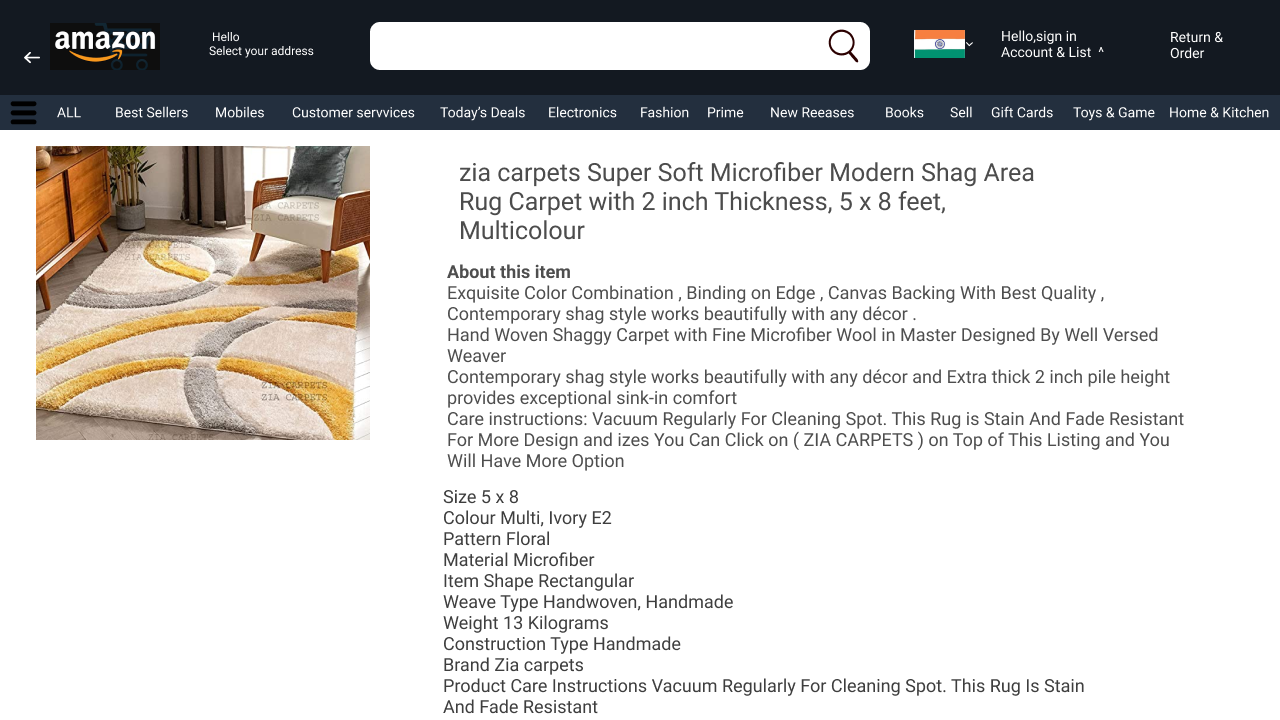 amazon
Hello
Select your address
Hello,sign in
Account & List ^
Return &
Order
ALL
Best Sellers
Mobiles
Customer servvices
Today's Deals
Electronics
Fashion
Prime
New Reeases
Books
Sell
Gift Cards
Toys & Game
Home & Kitchen
ZIA CARPETS
ZIA CARPETS
ZIA CARPETS
ZIA CARPETS
ZIA CARPETS
ZIA CARPETS
zia carpets Super Soft Microfiber Modern Shag Area
Rug Carpet with 2 inch Thickness, 5 x 8 feet,
Multicolour
About this item
Exquisite Color Combination , Binding on Edge , Canvas Backing With Best Quality ,
Contemporary shag style works beautifully with any décor .
Hand Woven Shaggy Carpet with Fine Microfiber Wool in Master Designed By Well Versed
Weaver
Contemporary shag style works beautifully with any décor and Extra thick 2 inch pile height
provides exceptional sink-in comfort
Care instructions: Vacuum Regularly For Cleaning Spot. This Rug is Stain And Fade Resistant
For More Design and izes You Can Click on ( ZIA CARPETS ) on Top of This Listing and You
Will Have More Option
Size 5 x 8
Colour Multi, Ivory E2
Pattern Floral
Material Microfiber
Item Shape Rectangular
Weave Type Handwoven, Handmade
Weight 13 Kilograms
Construction Type Handmade
Brand Zia carpets
Product Care Instructions Vacuum Regularly For Cleaning Spot. This Rug Is Stain
And Fade Resistant